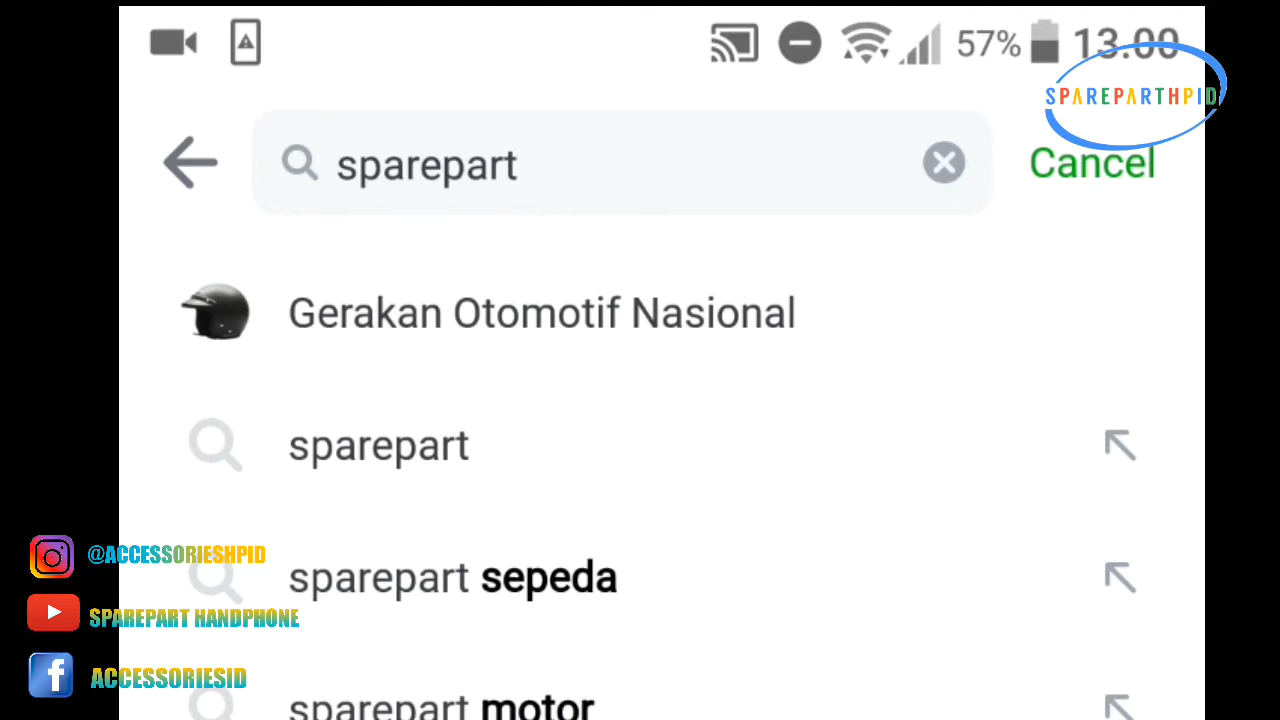 57% 13.00
SPAREPARTHPID
sparepart
Cancel
Gerakan Otomotif Nasional
sparepart
@ACCESSORIESHPID
sparepart sepeda
SPAREPART HANDPHONE
ACCESSORIESID
sparepart motor